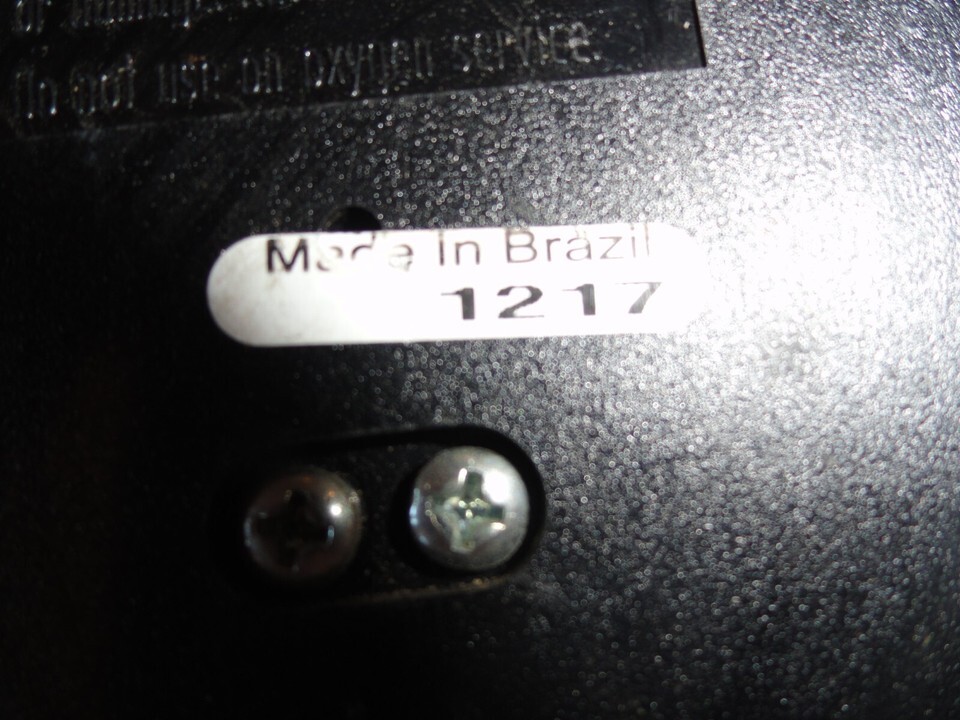 Do not use on oxygen service.
Made In Brazil
1217